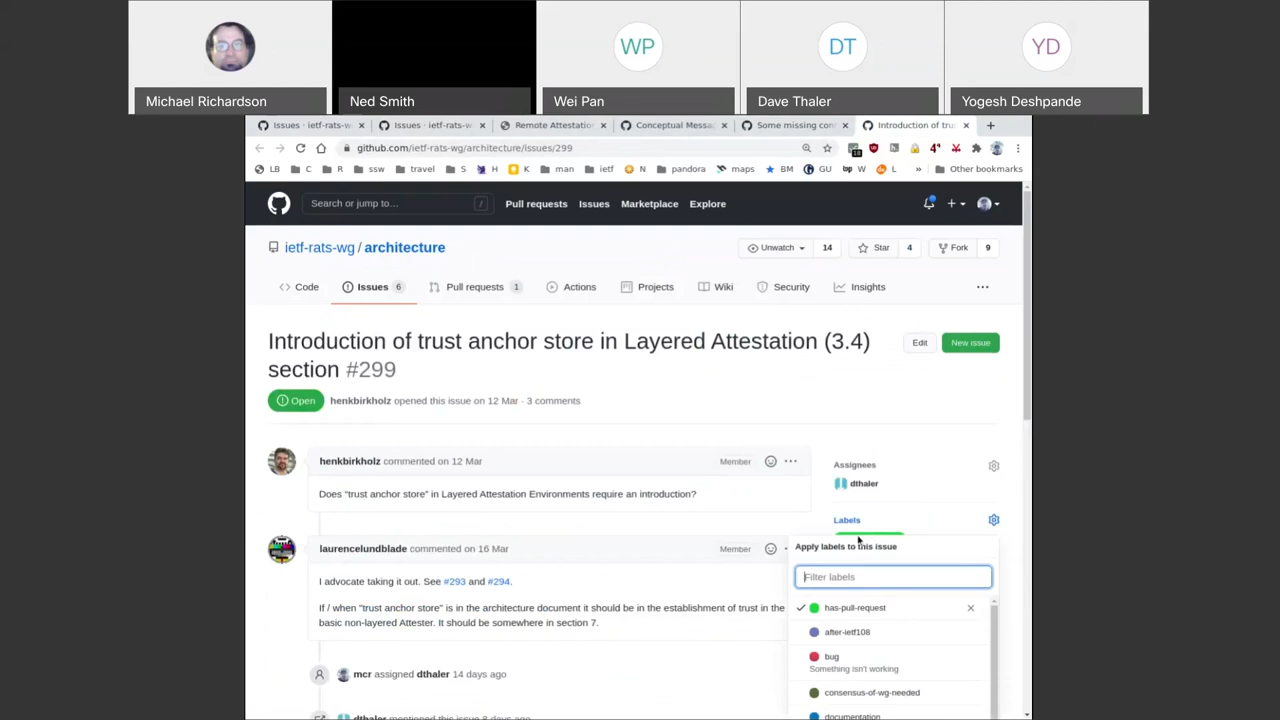 WP
DT
YD
Michael Richardson
Ned Smith
Wei Pan
Dave Thaler
Yogesh Deshpande
Issues · ietf-rats-w
Issues · ietf-rats-w
Remote Attestatio
Conceptual Messa
Some missing con
Introduction of tru
github.com/ietf-rats-wg/architecture/issues/299
LB
C
R
ssw
travel
S
H
K
man
ietf
N
pandora
maps
BM
GU
W
L
»
Other bookmarks
Search or jump to…
/
Pull requests
Issues
Marketplace
Explore
ietf-rats-wg / architecture
Unwatch
14
Star
4
Fork
9
Code
Issues 6
Pull requests 1
Actions
Projects
Wiki
Security
Insights
Introduction of trust anchor store in Layered Attestation (3.4)
section #299
Edit
New issue
Open
henkbirkholz opened this issue on 12 Mar · 3 comments
henkbirkholz commented on 12 Mar
Member
Does “trust anchor store” in Layered Attestation Environments require an introduction?
laurencelundblade commented on 16 Mar
Member
I advocate taking it out. See #293 and #294.
If / when "trust anchor store" is in the architecture document it should be in the establishment of trust in the
basic non-layered Attester. It should be somewhere in section 7.
mcr assigned dthaler 14 days ago
dthaler mentioned this issue 8 days ago
Assignees
dthaler
Labels
Apply labels to this issue
Filter labels
has-pull-request
after-ietf108
bug
Something isn't working
consensus-of-wg-needed
documentation